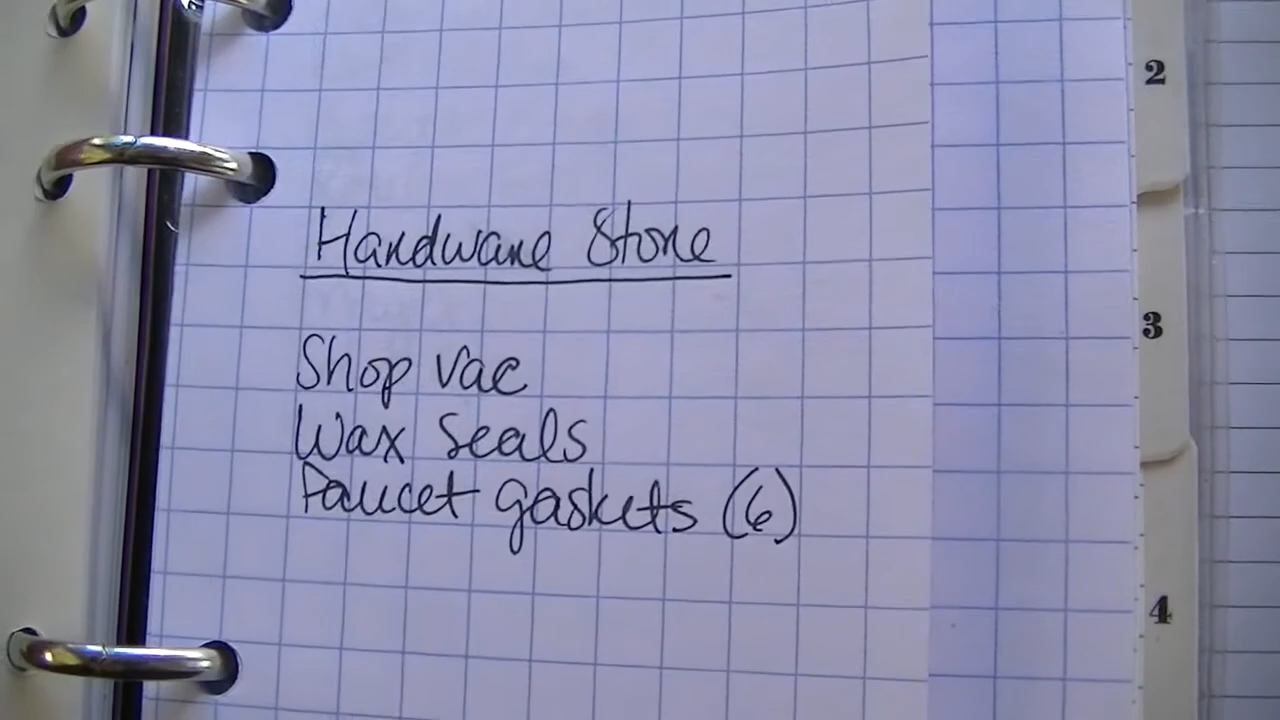 Hardware Store
Shop Vac
Wax Seals
Faucet gaskets (6)
2
3
4